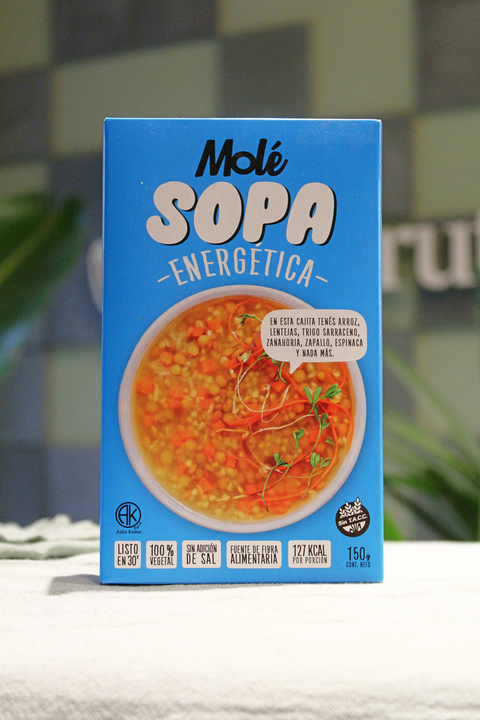 Molé
SOPA
-ENERGÉTICA-
EN ESTA CAJITA TENÉS ARROZ,
LENTEJAS, TRIGO SARRACENO,
ZANAHORIA, ZAPALLO, ESPINACA
Y NADA MÁS.
AK
Sin T.A.C.C.
LISTO
EN 30'
100%
VEGETAL
SIN ADICIÓN
DE SAL
FUENTE DE FIBRA
ALIMENTARIA
127 KCAL
POR PORCIÓN
150g
CONT. NETO